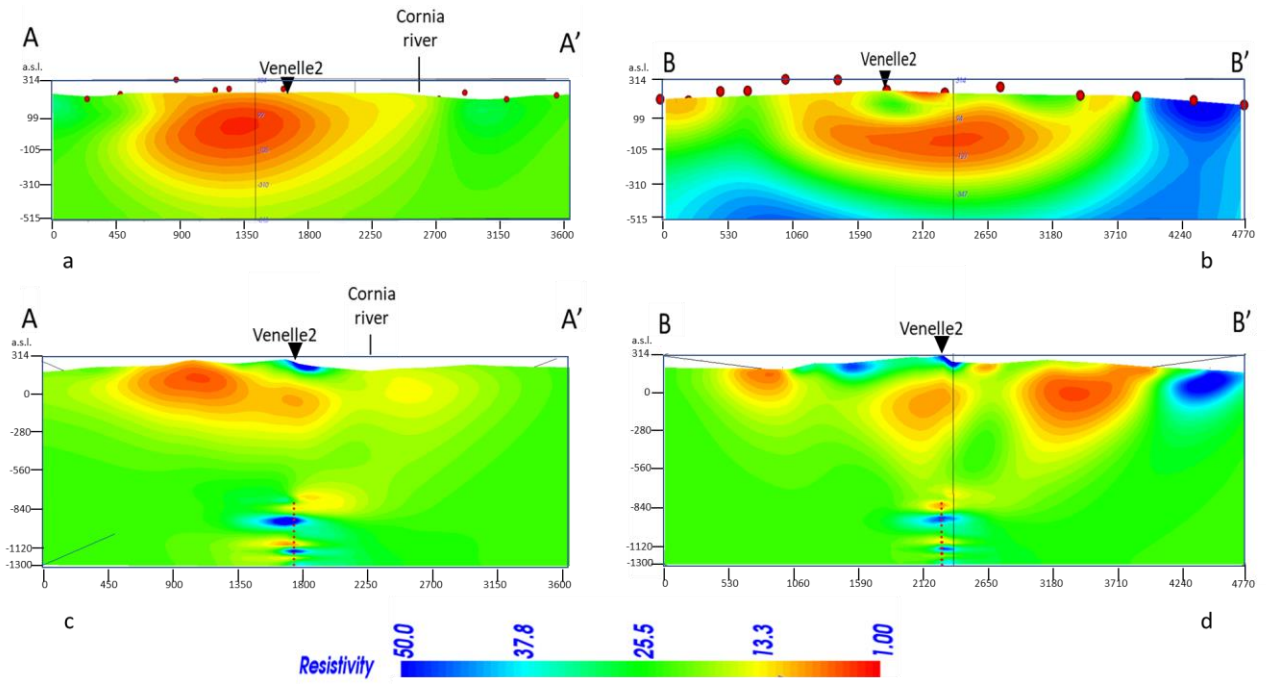 A
Cornia
river
A’
a.s.l.
Venelle2
314
99
-105
-310
-515
0 450 900 1350 1800 2250 2700 3150 3600
a
B
Venelle2
B’
a.s.l.
314
99
-105
-310
-515
0 530 1060 1590 2120 2650 3180 3710 4240 4770
b
A
Cornia
river
A’
a.s.l.
Venelle2
314
0
-280
-560
-840
-1120
-1300
0 450 900 1350 1800 2250 2700 3150 3600
c
B
Venelle2
B’
a.s.l.
314
0
-280
-560
-840
-1120
-1300
0 530 1060 1590 2120 2650 3180 3710 4240 4770
d
Resistivity
50.0 37.8 25.5 13.3 1.00